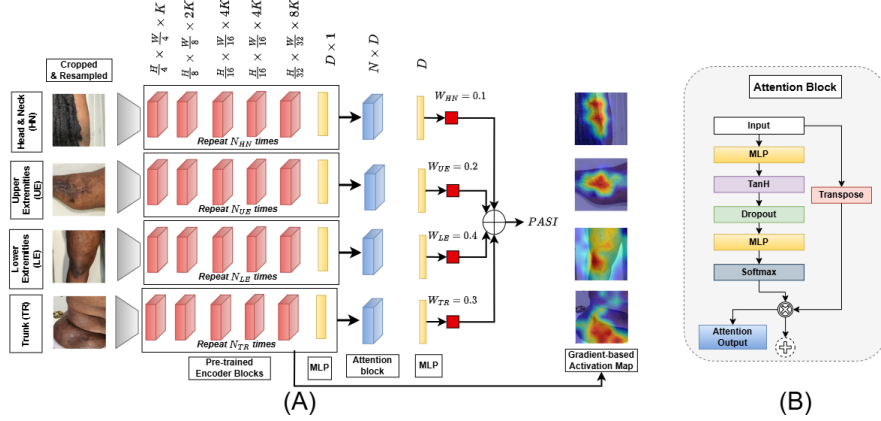 H/4 × W/4 × K
H/8 × W/8 × 2K
H/16 × W/16 × 4K
H/16 × W/16 × 4K
H/32 × W/32 × 8K
D × 1
N × D
D
Cropped
& Resampled
Head & Neck
(HN)
Repeat N_HN times
W_HN = 0.1
Upper
Extremities
(UE)
Repeat N_UE times
W_UE = 0.2
PASI
Lower
Extremities
(LE)
Repeat N_LE times
W_LE = 0.4
Trunk (TR)
Repeat N_TR times
W_TR = 0.3
Pre-trained
Encoder Blocks
MLP
Attention
block
MLP
Gradient-based
Activation Map
(A)
Attention Block
Input
MLP
TanH
Transpose
Dropout
MLP
Softmax
Attention
Output
(B)